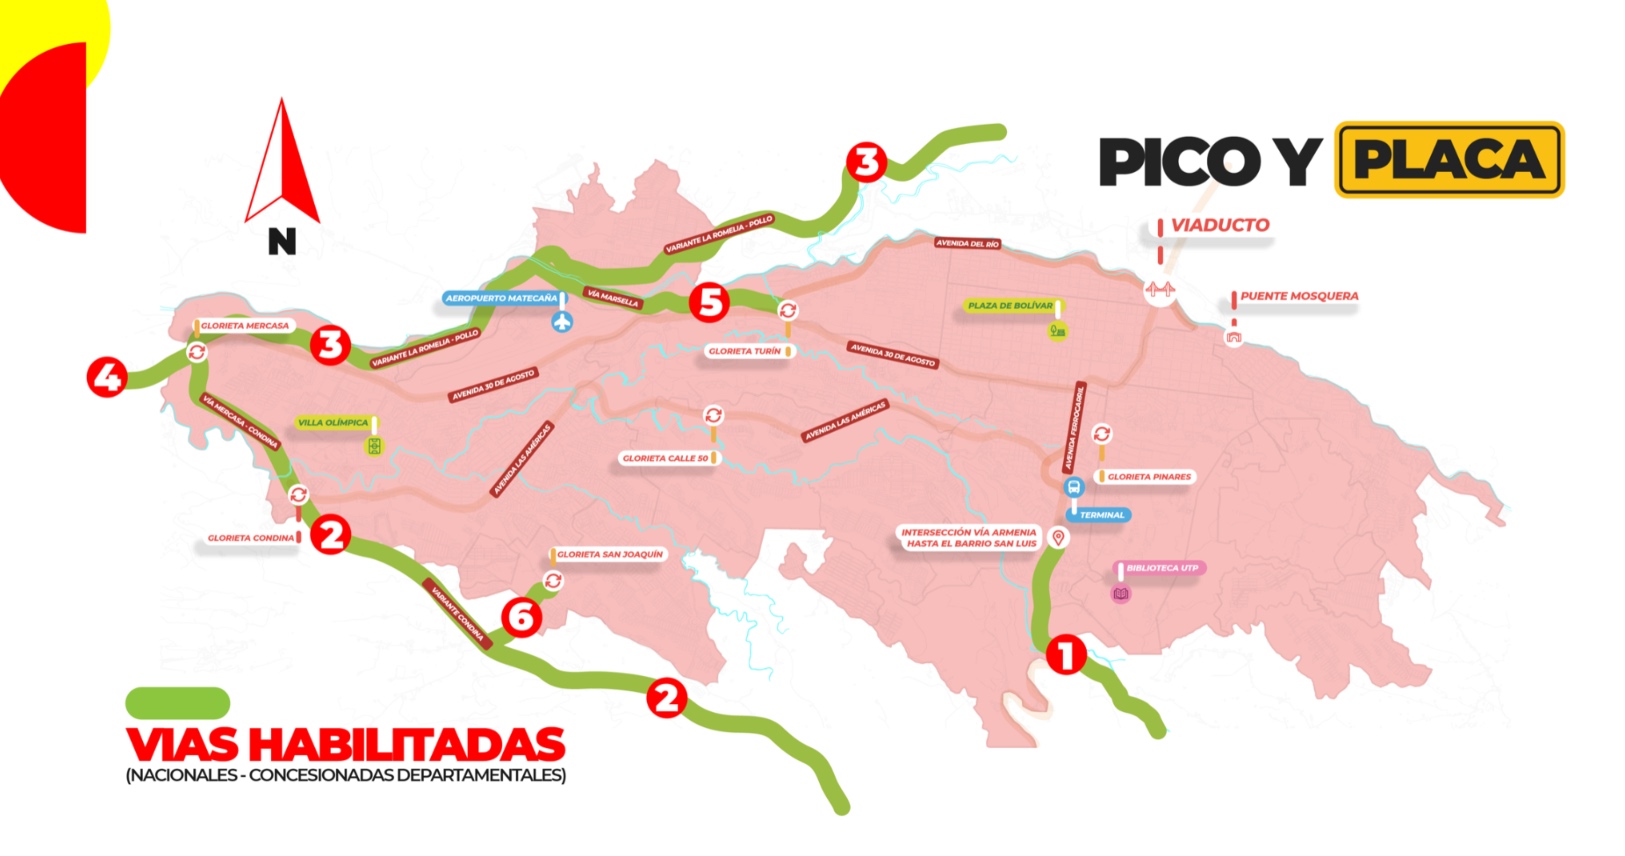 PICO Y PLACA
N
VIADUCTO
PUENTE MOSQUERA
3
VARIANTE LA ROMELIA - POLLO
AVENIDA DEL RÍO
AEROPUERTO MATECAÑA
VÍA MARSELLA
5
PLAZA DE BOLÍVAR
GLORIETA MERCASA
3
VARIANTE LA ROMELIA - POLLO
GLORIETA TURÍN
AVENIDA 30 DE AGOSTO
4
AVENIDA 30 DE AGOSTO
VÍA MERCASA - CONDINA
VILLA OLÍMPICA
AVENIDA LAS AMÉRICAS
AVENIDA LAS AMÉRICAS
AVENIDA FERROCARRIL
GLORIETA CALLE 50
GLORIETA PINARES
TERMINAL
GLORIETA CONDINA
2
INTERSECCIÓN VÍA ARMENIA
HASTA EL BARRIO SAN LUIS
GLORIETA SAN JOAQUÍN
BIBLIOTECA UTP
VARIANTE CONDINA
6
1
2
VIAS HABILITADAS
(NACIONALES - CONCESIONADAS DEPARTAMENTALES)